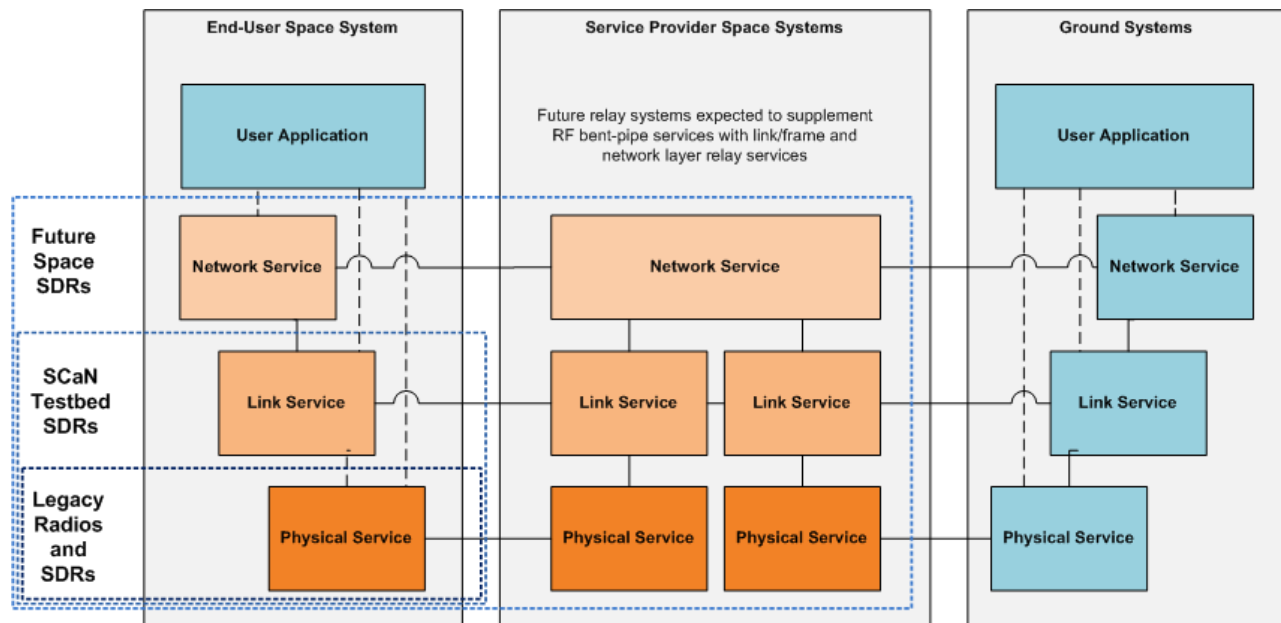 End-User Space System
Service Provider Space Systems
Ground Systems
User Application
Future relay systems expected to supplement
RF bent-pipe services with link/frame and
network layer relay services
User Application
Future
Space
SDRs
Network Service
Network Service
Network Service
SCaN
Testbed
SDRs
Link Service
Link Service
Link Service
Link Service
Legacy
Radios
and
SDRs
Physical Service
Physical Service
Physical Service
Physical Service